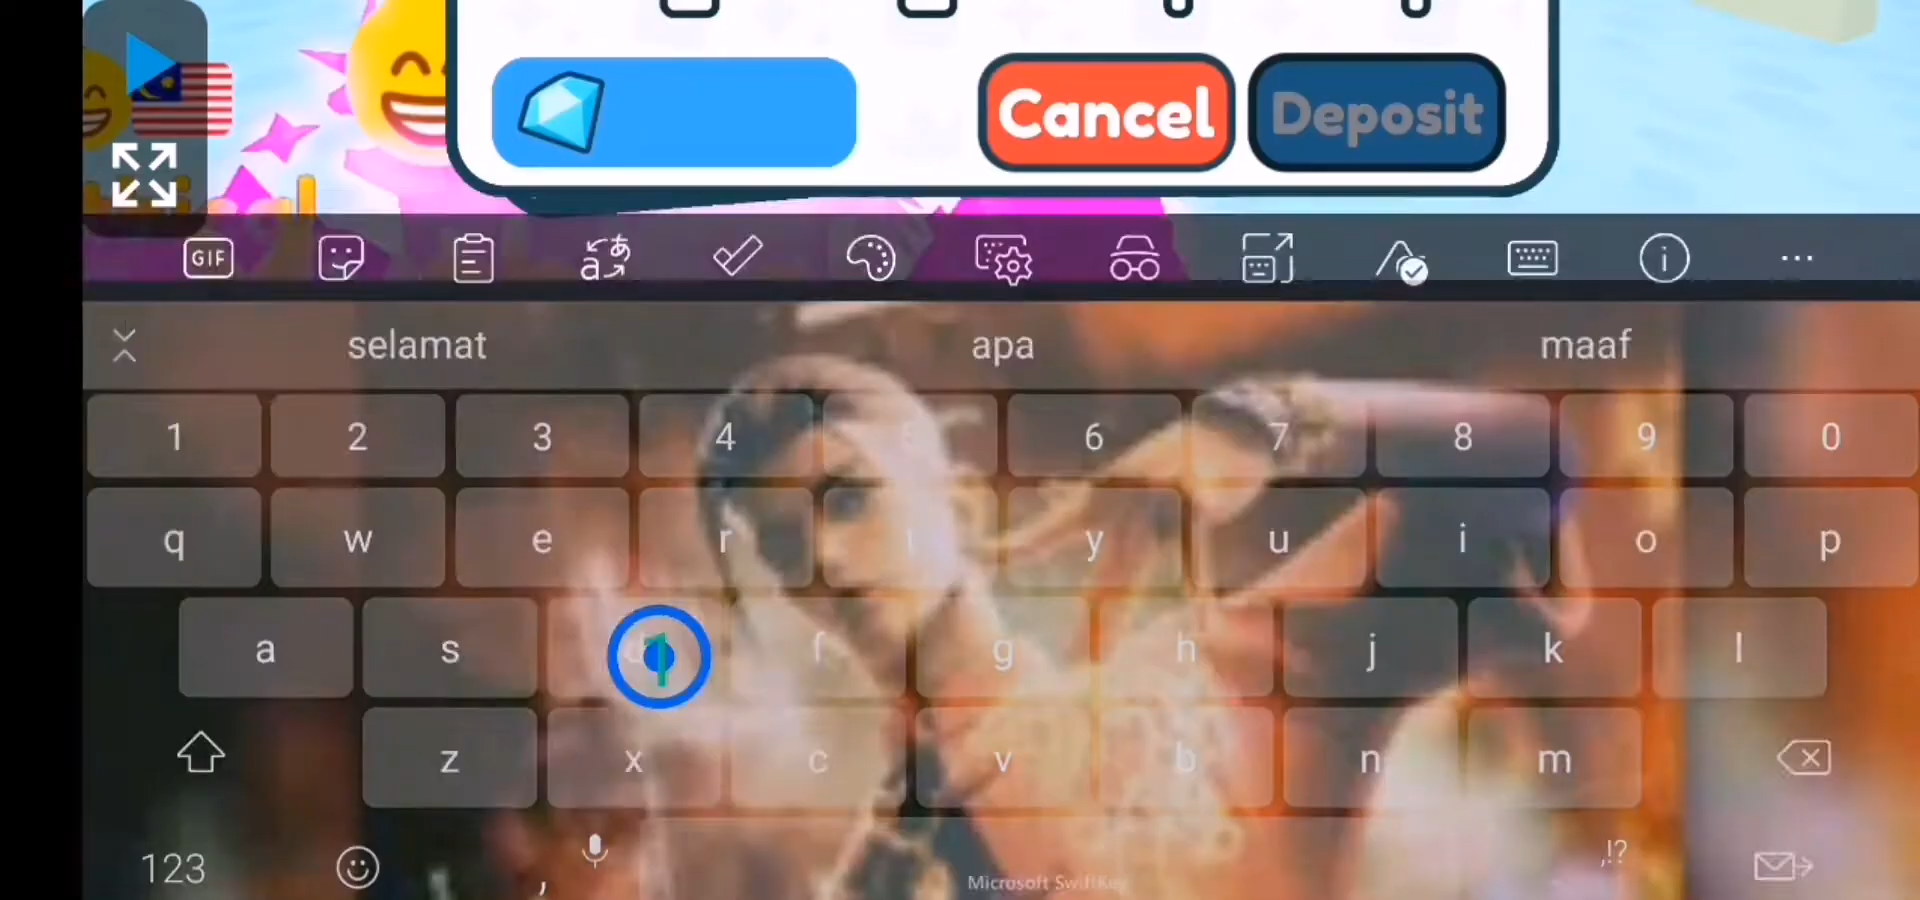 Cancel Deposit
GIF
selamat apa maaf
1 2 3 4 6 7 8 9 0
q w e r y u i o p
a s f g h j k l
z x c v b n m
123 , ,!?
Microsoft SwiftKey